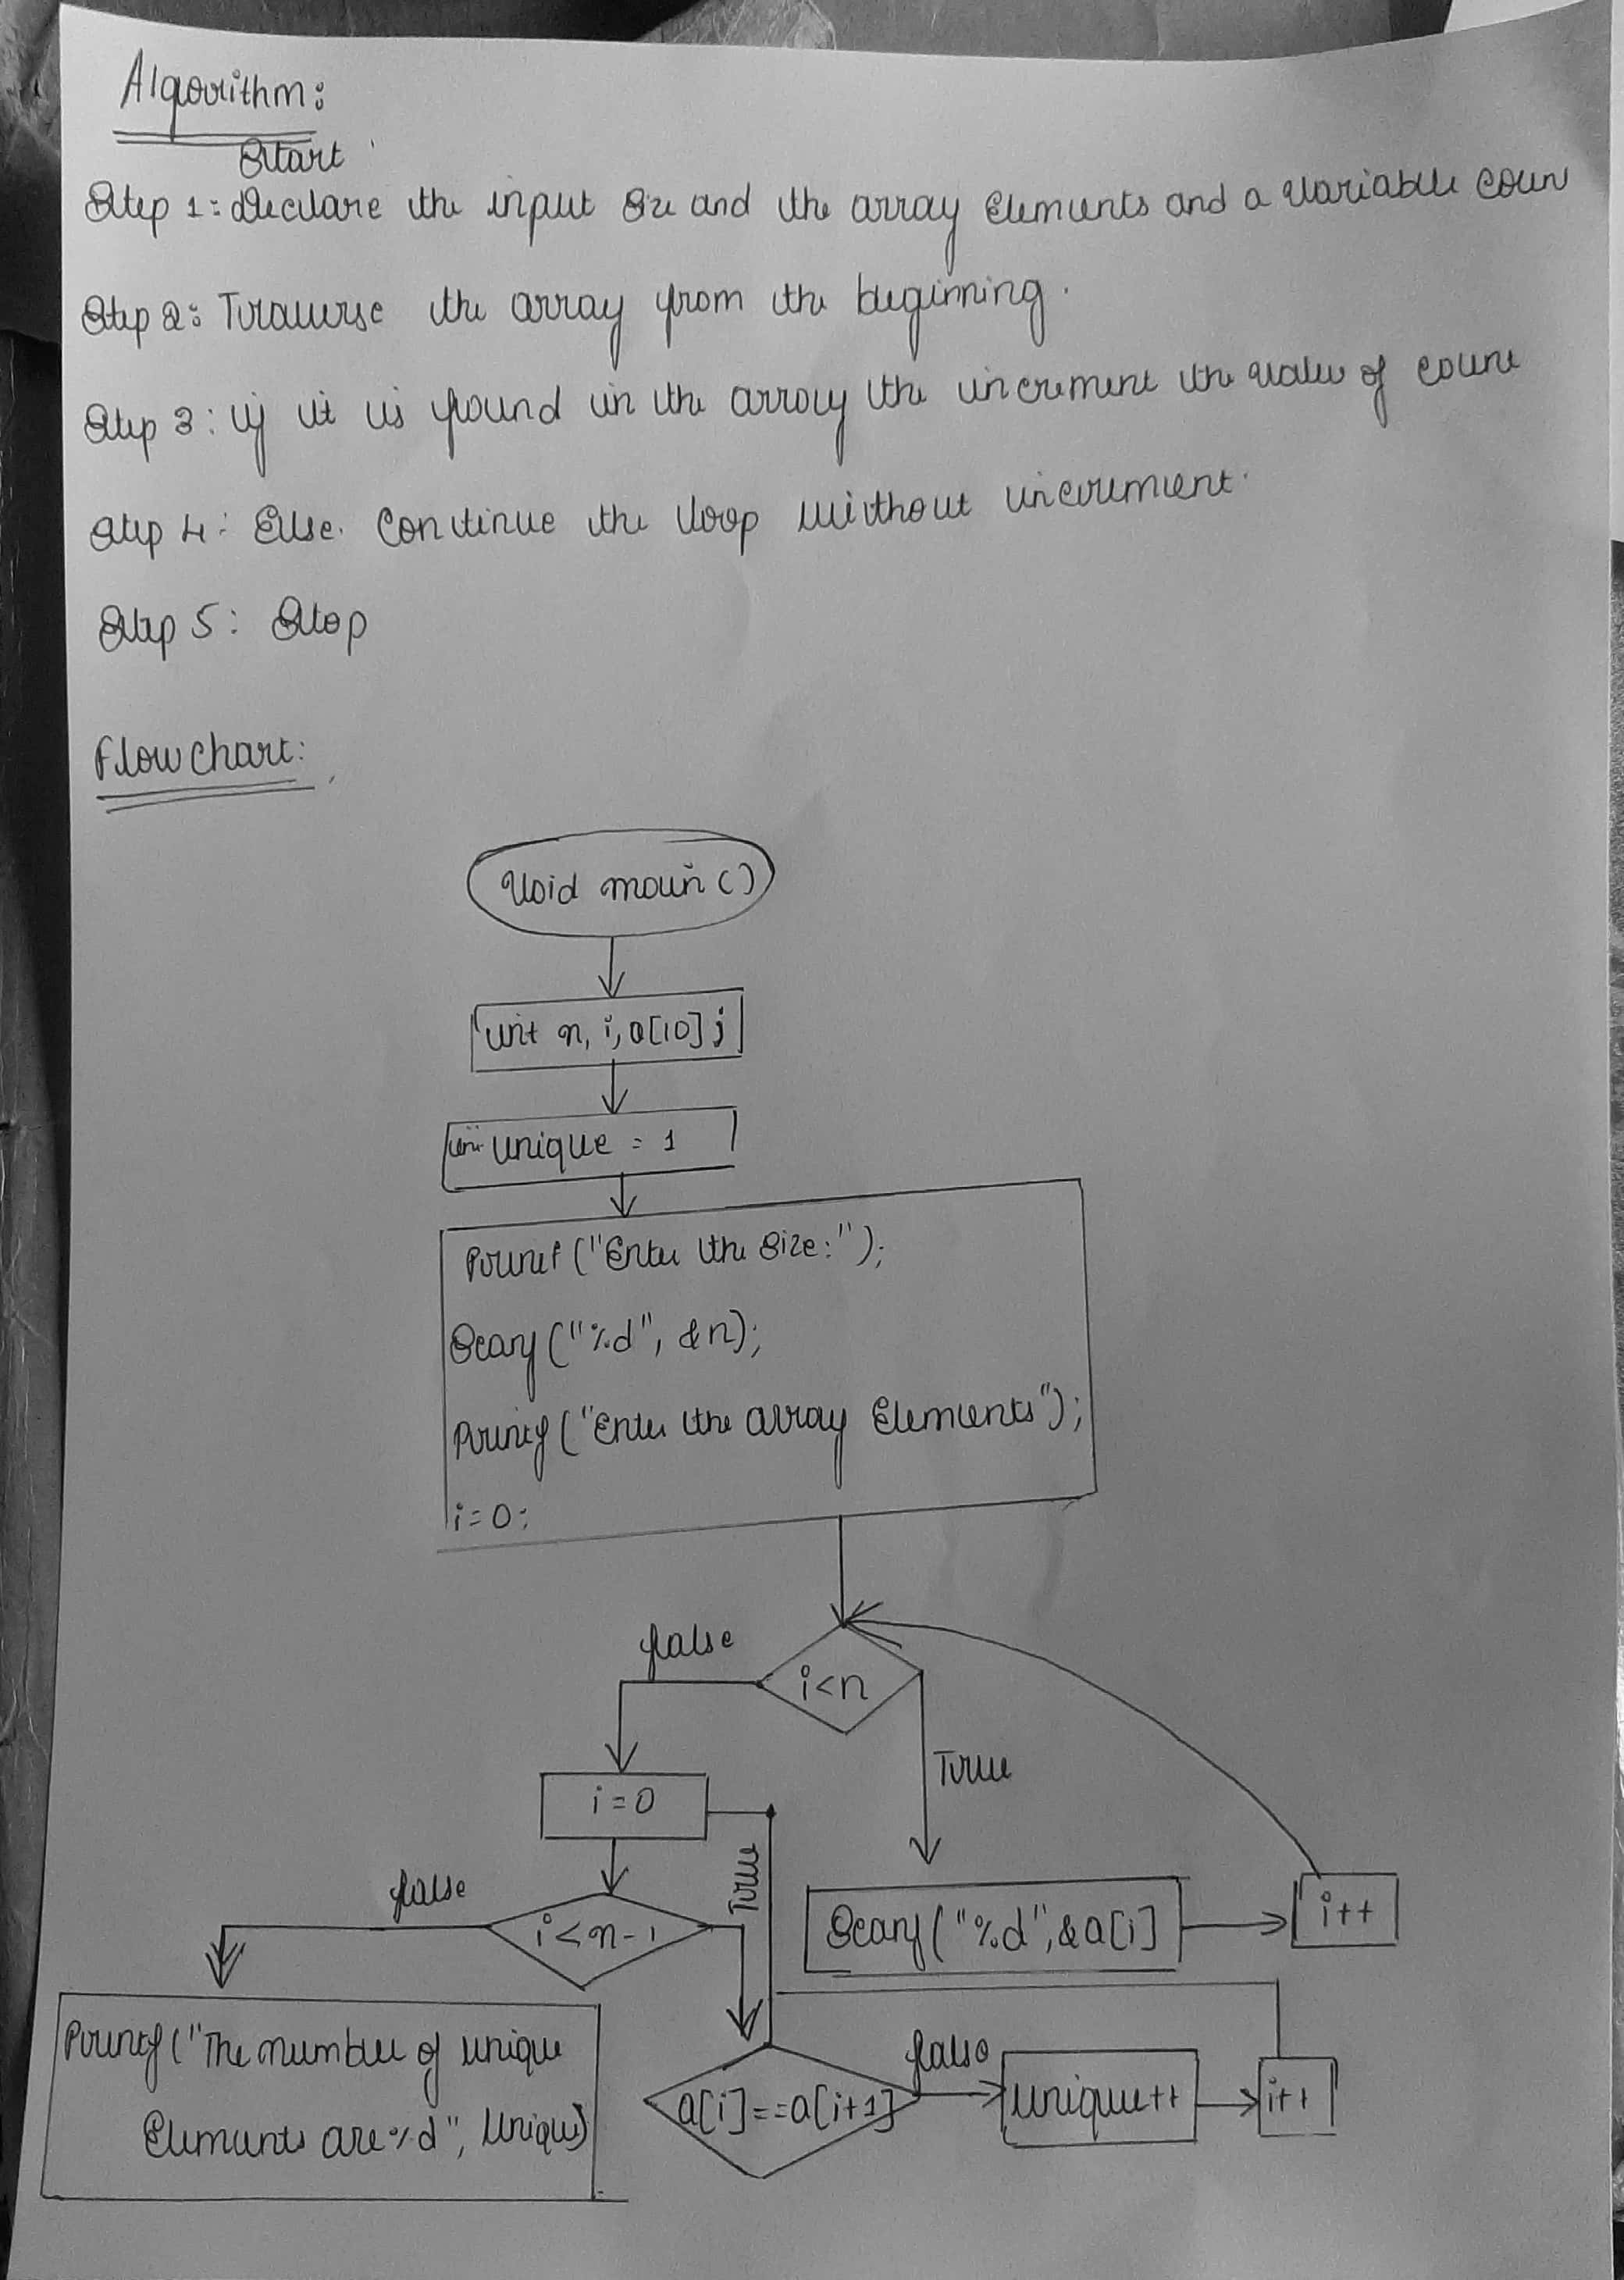 Algorithm:
Start
Step 1: Declare the input Size and the array Elements and a variable coun
Step 2: Traverse the array from the beginning.
Step 3: if it is found in the array the increment the value of count
Step 4: Else. Continue the loop without increment.
Step 5: Stop
Flow chart:
Void main ()
int n, i, a[10];
int unique = 1
Printf ("Enter the Size:");
Scanf ("%d", &n);
Printf ("Enter the array Elements");
i=0;
false
i<n
True
i=0
false
True
i<n-1
Scanf ("%d", &a[i]
i++
Printf ("The number of unique
Elements are %d", Unique)
a[i]==a[i+1]
false
unique++
i++